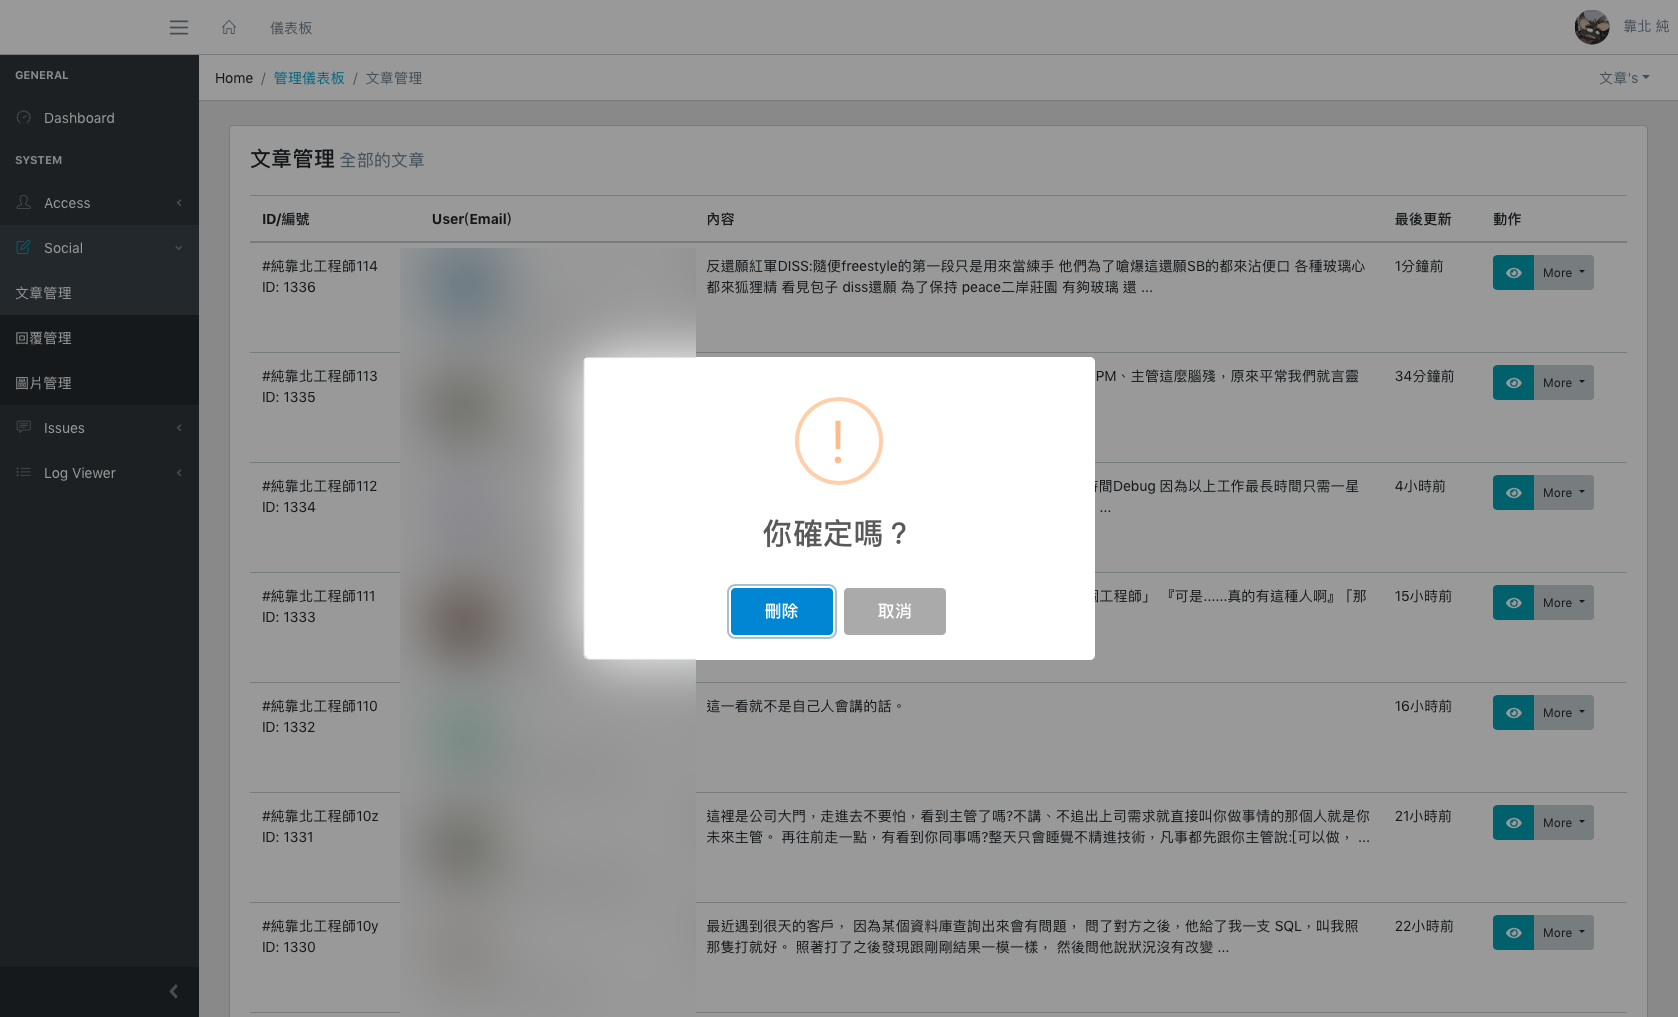 儀表板
靠北 純
GENERAL
Dashboard
SYSTEM
Access
Social
文章管理
回覆管理
圖片管理
Issues
Log Viewer
Home / 管理儀表板 / 文章管理
文章's
文章管理 全部的文章
ID/編號 User(Email) 內容 最後更新 動作
#純靠北工程師114
ID: 1336
反還願紅軍DISS:隨便freestyle的第一段只是用來當練手 他們為了嗆爆這還願SB的都來沾便口 各種玻璃心
都來狐狸精 看見包子 diss還願 為了保持 peace二岸莊園 有夠玻璃 還 ...
1分鐘前
More
#純靠北工程師113
ID: 1335
PM、主管這麼腦殘，原來平常我們就言靈
34分鐘前
More
#純靠北工程師112
ID: 1334
時間Debug 因為以上工作最長時間只需一星
...
4小時前
More
#純靠北工程師111
ID: 1333
個工程師」 『可是......真的有這種人啊』 「那
15小時前
More
#純靠北工程師110
ID: 1332
這一看就不是自己人會講的話。
16小時前
More
#純靠北工程師10z
ID: 1331
這裡是公司大門，走進去不要怕，看到主管了嗎?不講、不追出上司需求就直接叫你做事情的那個人就是你
未來主管。 再往前走一點，有看到你同事嗎?整天只會睡覺不精進技術，凡事都先跟你主管說:[可以做， ...
21小時前
More
#純靠北工程師10y
ID: 1330
最近遇到很天的客戶， 因為某個資料庫查詢出來會有問題， 問了對方之後，他給了我一支 SQL，叫我照
那隻打就好。 照著打了之後發現跟剛剛結果一模一樣， 然後問他說狀況沒有改變 ...
22小時前
More
你確定嗎？
刪除
取消